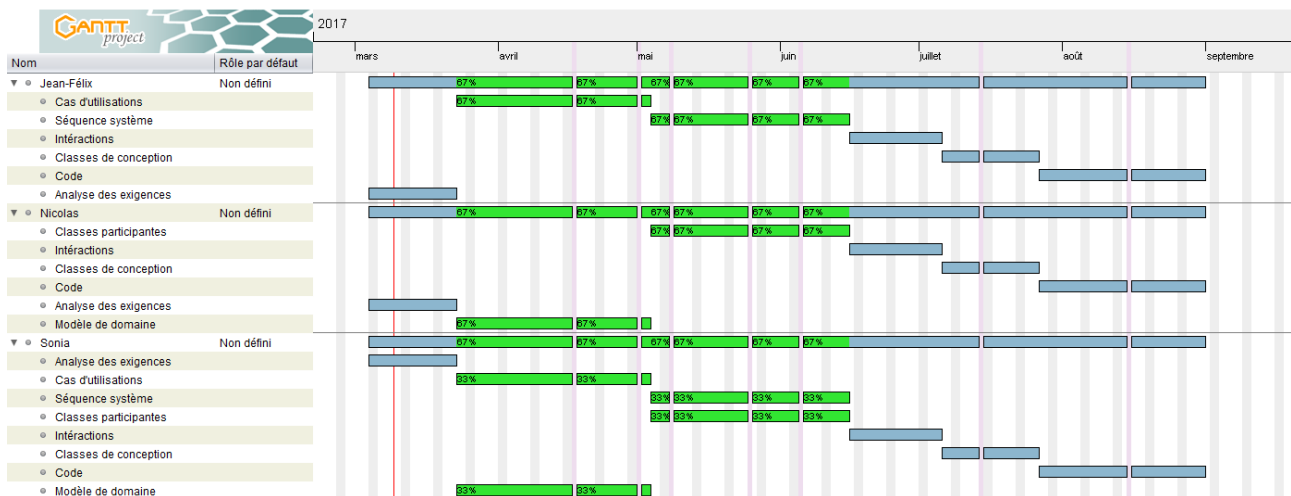 GANTT
project
2017
Nom Rôle par défaut mars avril mai juin juillet août septembre
Jean-Félix Non défini 67% 67% 67% 67% 67% 67%
Cas d'utilisations 67% 67%
Séquence système 67% 67% 67% 67%
Intéractions
Classes de conception
Code
Analyse des exigences
Nicolas Non défini 67% 67% 67% 67% 67% 67%
Classes participantes 67% 67% 67% 67%
Intéractions
Classes de conception
Code
Analyse des exigences
Modèle de domaine 67% 67%
Sonia Non défini 67% 67% 67% 67% 67% 67%
Analyse des exigences
Cas d'utilisations 33% 33%
Séquence système 33% 33% 33% 33%
Classes participantes 33% 33% 33% 33%
Intéractions
Classes de conception
Code
Modèle de domaine 33% 33%